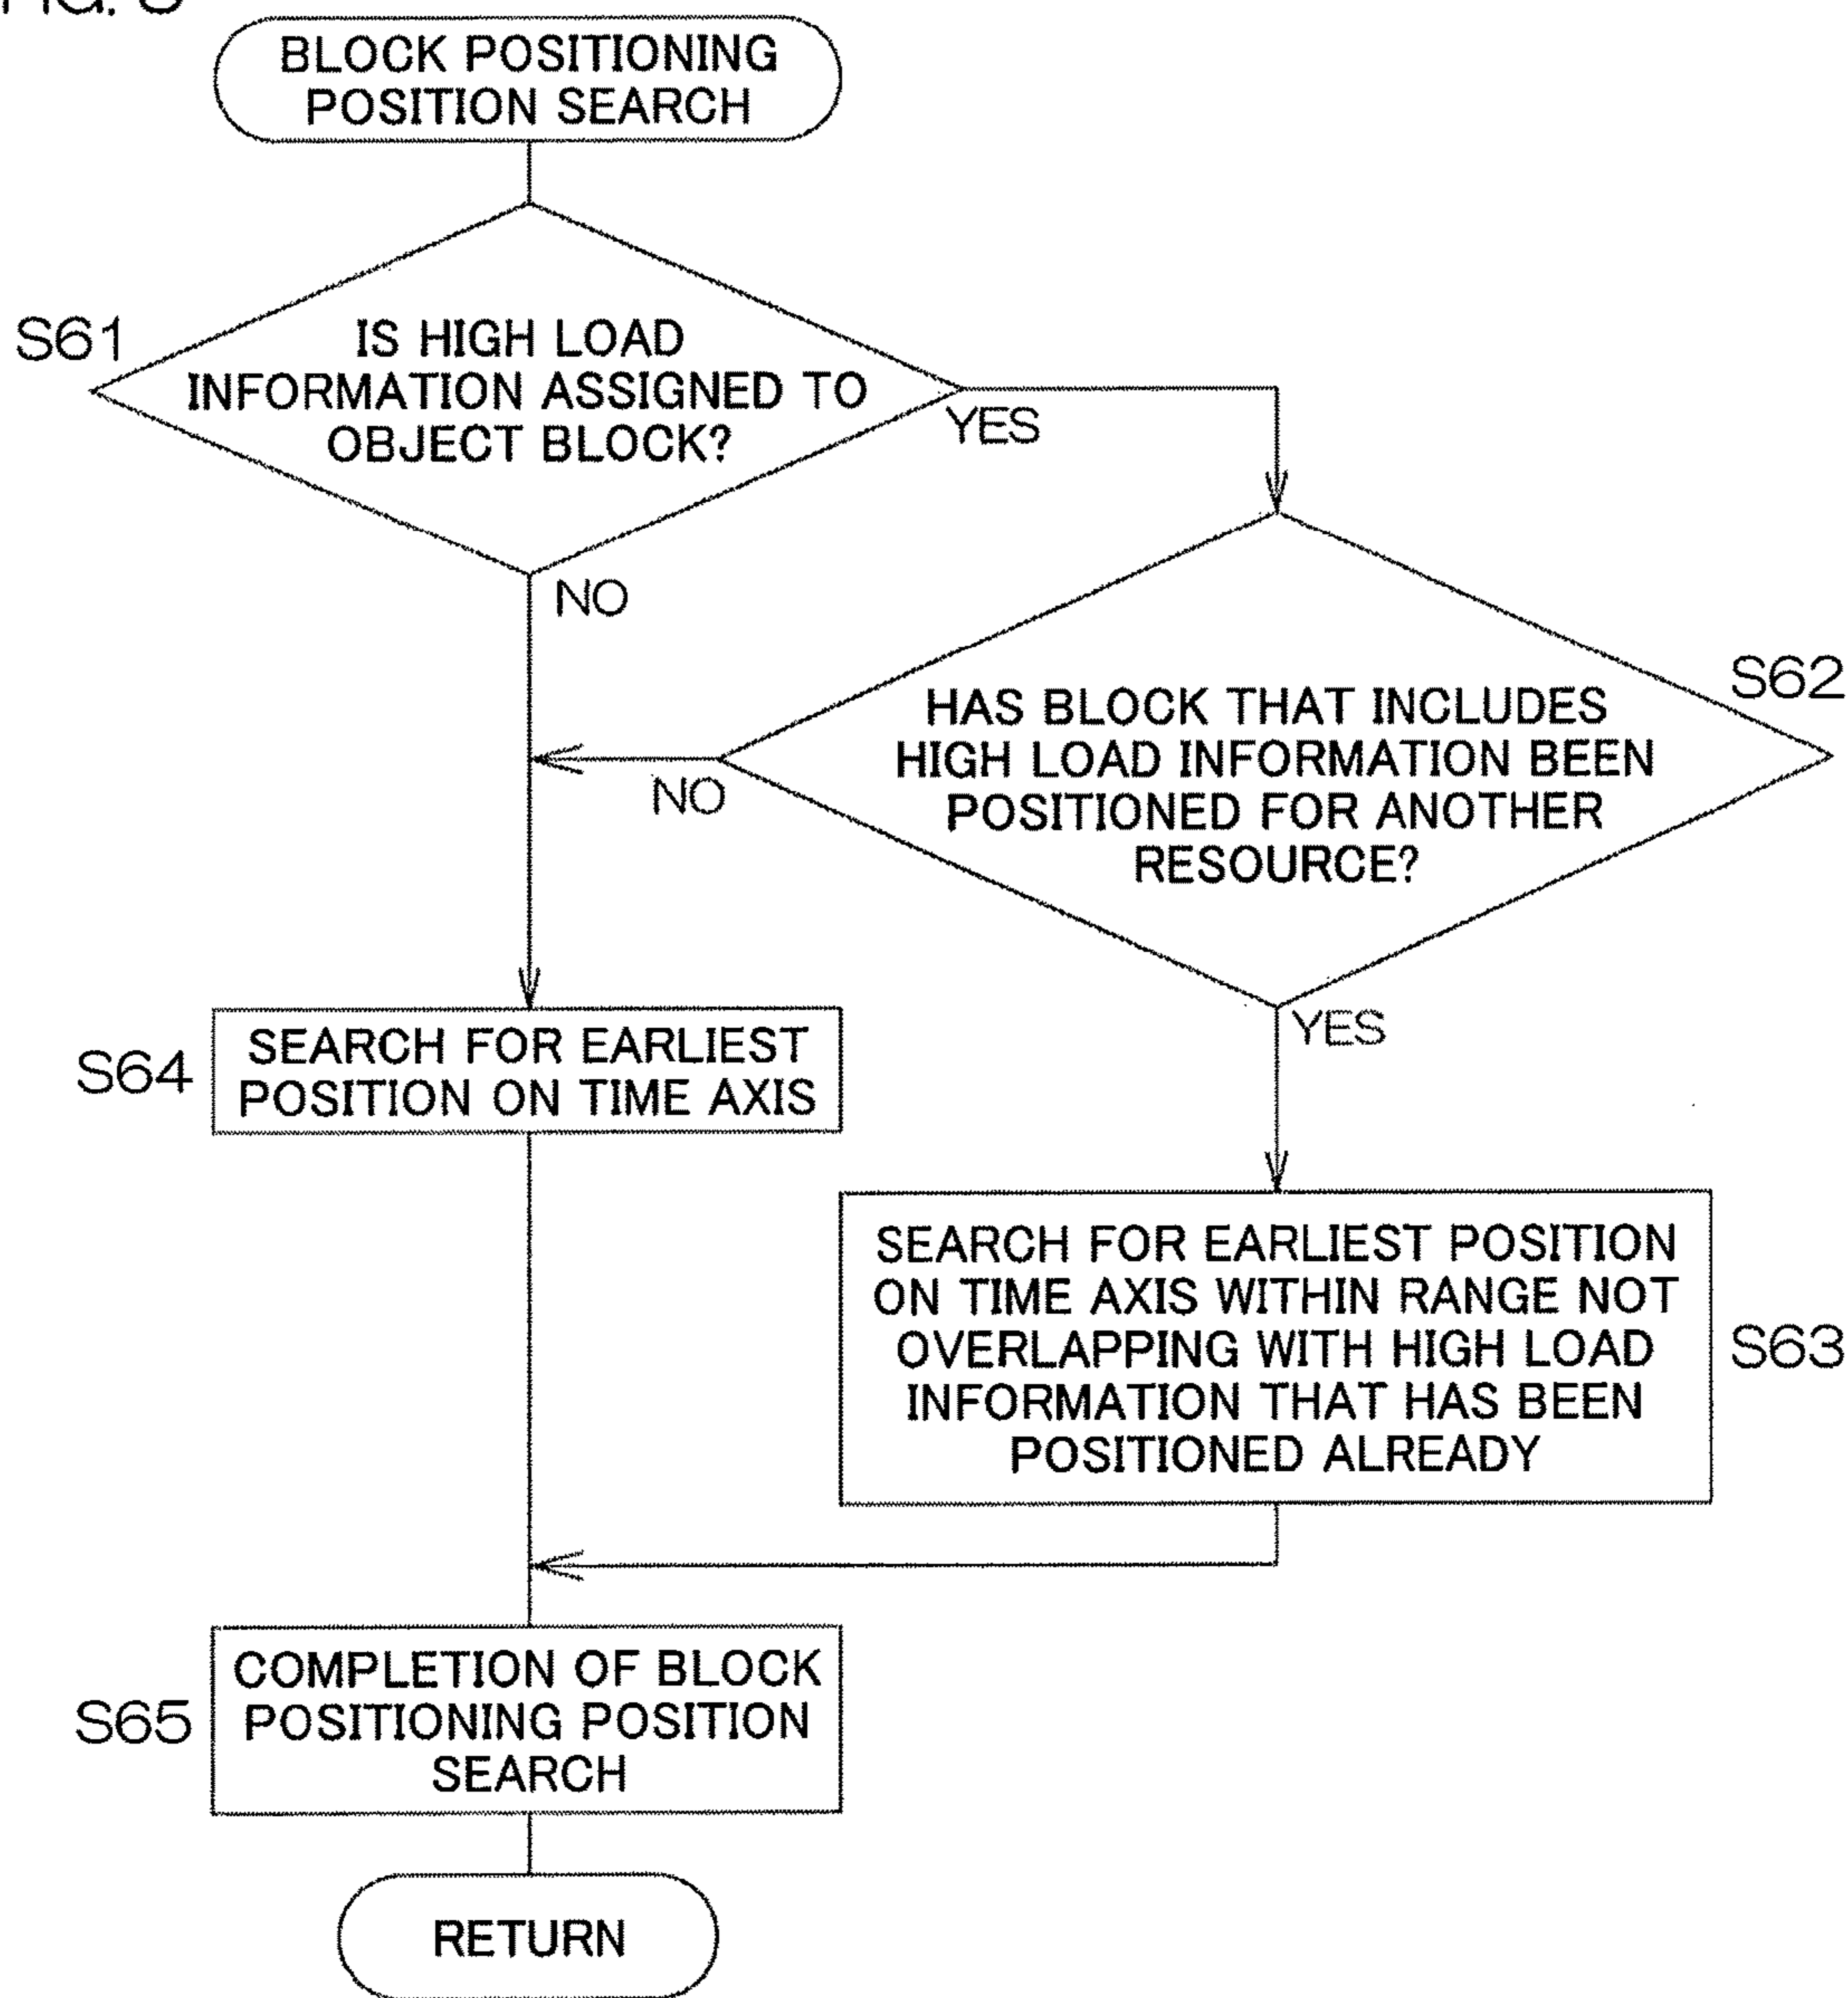 BLOCK POSITIONING
POSITION SEARCH
S61
IS HIGH LOAD
INFORMATION ASSIGNED TO
OBJECT BLOCK?
YES
NO
S62
HAS BLOCK THAT INCLUDES
HIGH LOAD INFORMATION BEEN
POSITIONED FOR ANOTHER
RESOURCE?
NO
YES
S64
SEARCH FOR EARLIEST
POSITION ON TIME AXIS
SEARCH FOR EARLIEST POSITION
ON TIME AXIS WITHIN RANGE NOT
OVERLAPPING WITH HIGH LOAD
INFORMATION THAT HAS BEEN
POSITIONED ALREADY
S63
S65
COMPLETION OF BLOCK
POSITIONING POSITION
SEARCH
RETURN